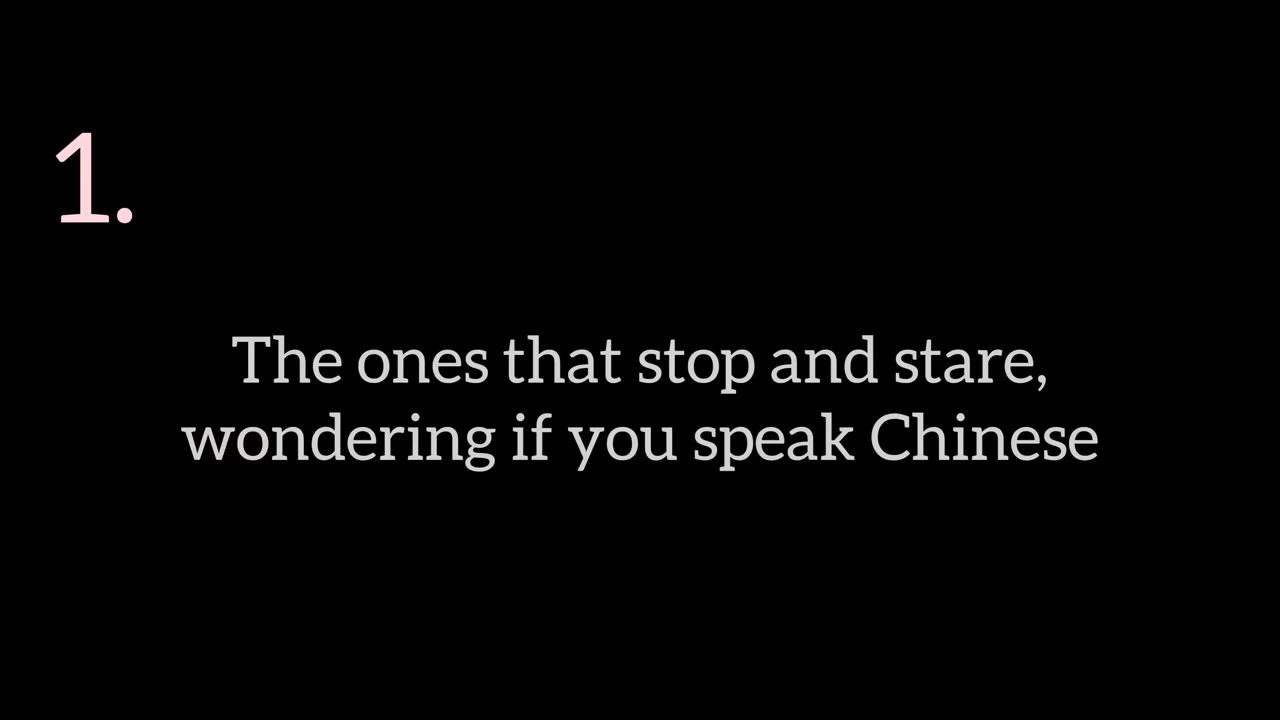 1.
The ones that stop and stare,
wondering if you speak Chinese